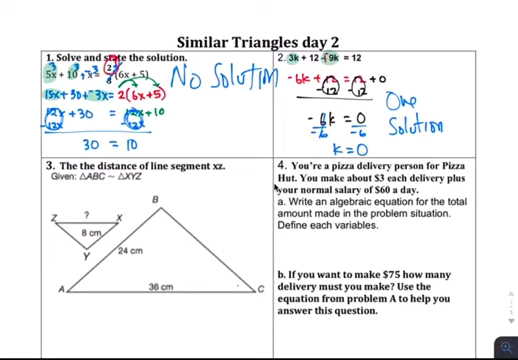 Similar Triangles day 2
1. Solve and state the solution.
5x + 10 + -x = 2/3 (6x + 5)
No Solution
15x + 30 + -3x = 2(6x + 5)
12x + 30 = 12x + 10
-12x -12x
30 = 10
2. 3k + 12 - 9k = 12
-6k + 12 = 12 + 0
-12 -12
-6k = 0
-6 -6
k = 0
One
Solution
3. The the distance of line segment xz.
Given: △ABC ~ △XYZ
Z ? X
8 cm
Y
B
24 cm
A 36 cm C
4. You're a pizza delivery person for Pizza
Hut. You make about $3 each delivery plus
your normal salary of $60 a day.
a. Write an algebraic equation for the total
amount made in the problem situation.
Define each variables.
b. If you want to make $75 how many
delivery must you make? Use the
equation from problem A to help you
answer this question.